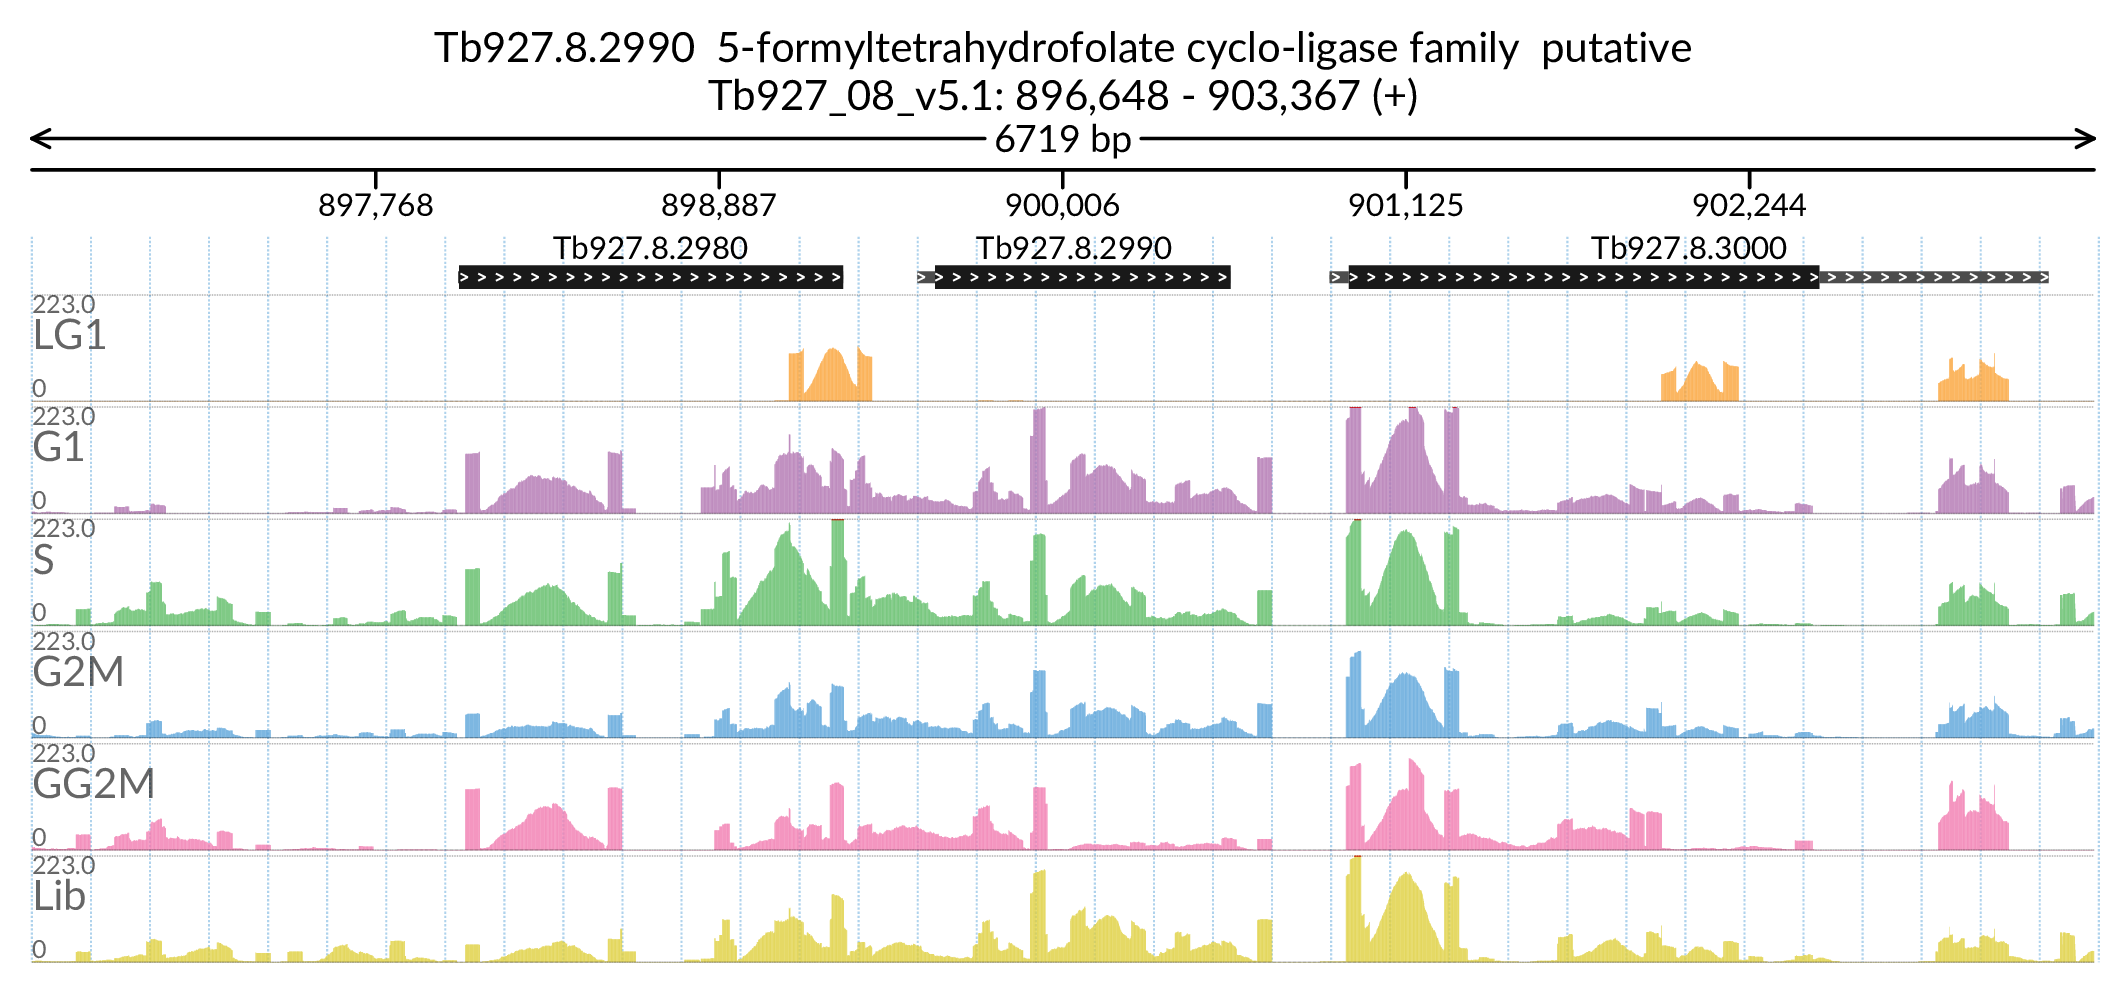 Tb927.8.2990  5-formyltetrahydrofolate cyclo-ligase family  putative
Tb927_08_v5.1: 896,648 - 903,367 (+)
6719 bp
897,768 898,887 900,006 901,125 902,244
Tb927.8.2980 Tb927.8.2990 Tb927.8.3000
223.0
LG1
0
223.0
G1
0
223.0
S
0
223.0
G2M
0
223.0
GG2M
0
223.0
Lib
0